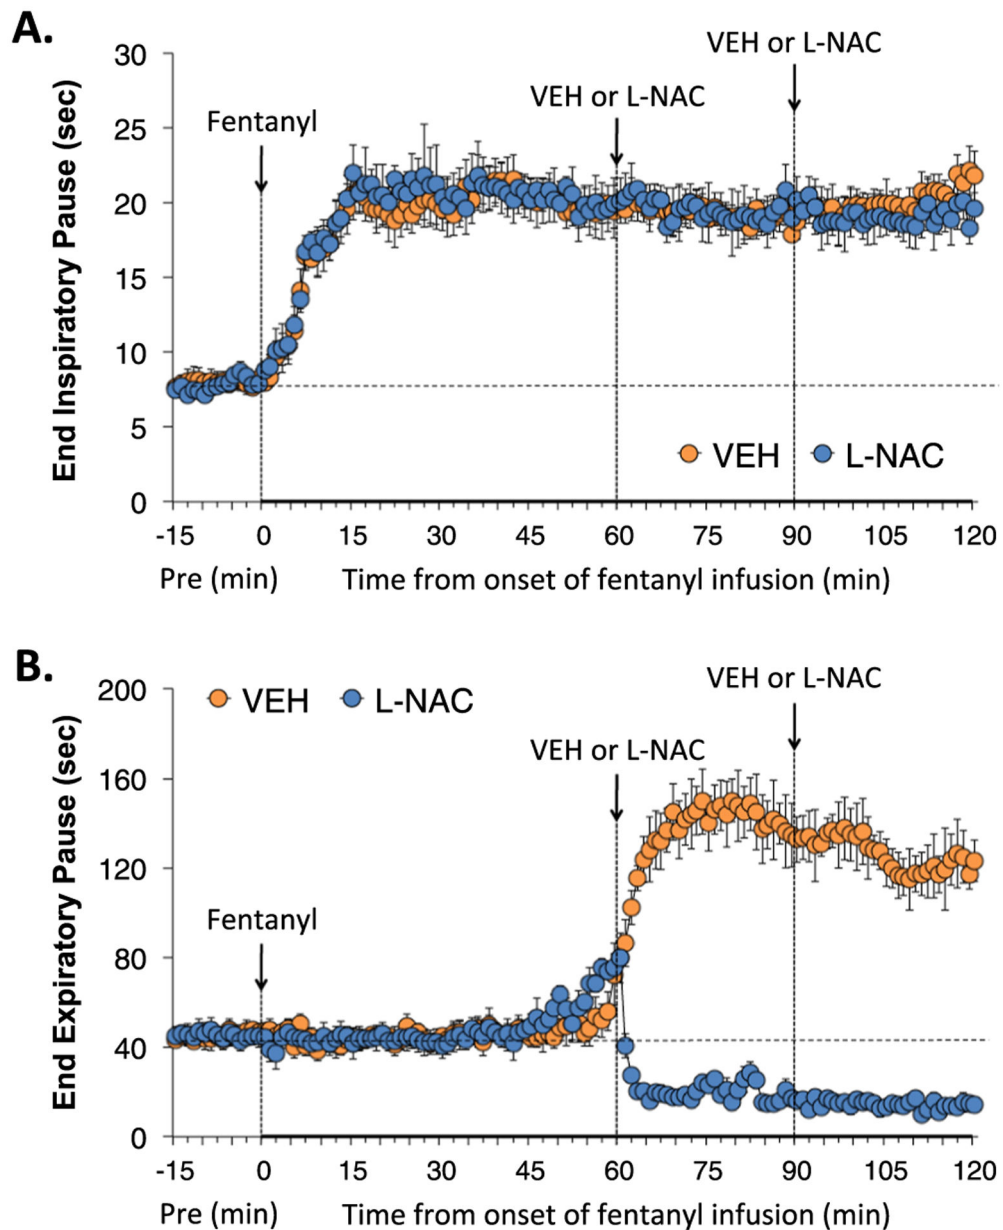 A.
VEH or L-NAC
VEH or L-NAC
Fentanyl
End Inspiratory Pause (sec)
30
25
20
15
10
5
0
VEH L-NAC
-15 0 15 30 45 60 75 90 105 120
Pre (min) Time from onset of fentanyl infusion (min)
B.
VEH or L-NAC
VEH L-NAC
VEH or L-NAC
Fentanyl
End Expiratory Pause (sec)
200
160
120
80
40
0
-15 0 15 30 45 60 75 90 105 120
Pre (min) Time from onset of fentanyl infusion (min)